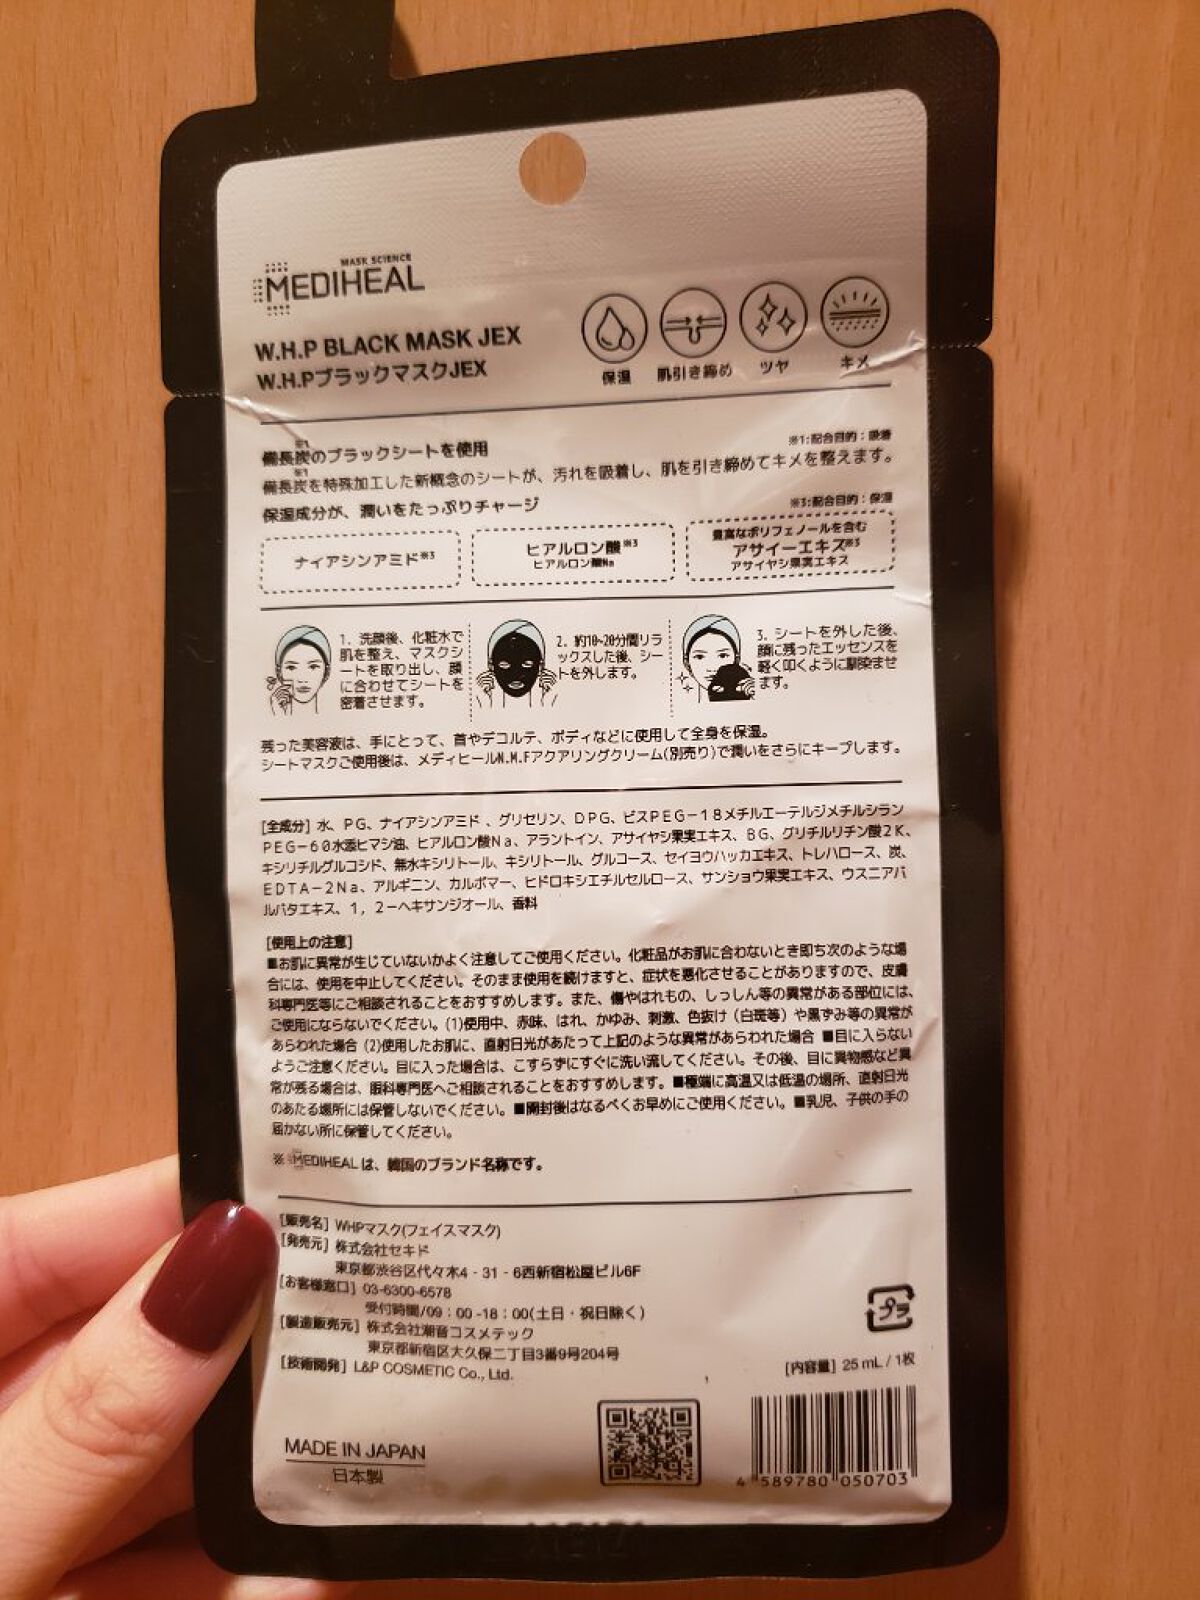 MASK SCIENCE
MEDIHEAL
W.H.P BLACK MASK JEX
W.H.PブラックマスクJEX
保湿
肌引き締め
ツヤ
キメ
備長炭※1のブラックシートを使用
※1:配合目的：吸着
備長炭※1を特殊加工した新概念のシートが、汚れを吸着し、肌を引き締めてキメを整えます。
保湿成分が、潤いをたっぷりチャージ
※3:配合目的：保湿
ナイアシンアミド※3
ヒアルロン酸※3
ヒアルロン酸Na
豊富なポリフェノールを含む
アサイーエキス※3
アサイヤシ果実エキス
1. 洗顔後、化粧水で
肌を整え、マスクシ
ートを取り出し、顔
に合わせてシートを
密着させます。
2. 約10~20分間リラ
ックスした後、シー
トを外します。
3. シートを外した後、
顔に残ったエッセンスを
軽く叩くように馴染ませ
ます。
残った美容液は、手にとって、首やデコルテ、ボディなどに使用して全身を保湿。
シートマスクご使用後は、メディヒールN.M.Fアクアリングクリーム(別売り)で潤いをさらにキープします。
[全成分] 水、PG、ナイアシンアミド、グリセリン、DPG、ビスPEG-18メチルエーテルジメチルシラン
PEG-60水添ヒマシ油、ヒアルロン酸Na、アラントイン、アサイヤシ果実エキス、BG、グリチルリチン酸2K、
キシリチルグルコシド、無水キシリトール、キシリトール、グルコース、セイヨウハッカエキス、トレハロース、炭、
EDTA-2Na、アルギニン、カルボマー、ヒドロキシエチルセルロース、サンショウ果実エキス、ウスニアバ
ルバタエキス、1, 2-ヘキサンジオール、香料
[使用上の注意]
■お肌に異常が生じていないかよく注意してご使用ください。化粧品がお肌に合わないとき即ち次のような場
合には、使用を中止してください。そのまま使用を続けますと、症状を悪化させることがありますので、皮膚
科専門医等にご相談されることをおすすめします。また、傷やはれもの、しっしん等の異常がある部位には、
ご使用にならないでください。(1)使用中、赤味、はれ、かゆみ、刺激、色抜け（白斑等）や黒ずみ等の異常が
あらわれた場合 (2)使用したお肌に、直射日光があたって上記のような異常があらわれた場合 ■目に入らない
ようご注意ください。目に入った場合は、こすらずにすぐに洗い流してください。その後、目に異物感など異
常が残る場合は、眼科専門医へご相談されることをおすすめします。■極端に高温又は低温の場所、直射日光
のあたる場所には保管しないでください。■開封後はなるべくお早めにご使用ください。■乳児、子供の手の
届かない所に保管してください。
※ MEDIHEAL は、韓国のブランド名称です。
[販売名] WHPマスク(フェイスマスク)
[発売元] 株式会社セキド
東京都渋谷区代々木4 - 31 - 6西新宿松屋ビル6F
[お客様窓口] 03-6300-6578
受付時間/09：00 -18：00(土日・祝日除く)
[製造販売元] 株式会社潮音コスメテック
東京都新宿区大久保二丁目3番9号204号
[技術開発] L&P COSMETIC Co., Ltd.
プラ
[内容量] 25 mL / 1枚
MADE IN JAPAN
日本製
4 589780 050703